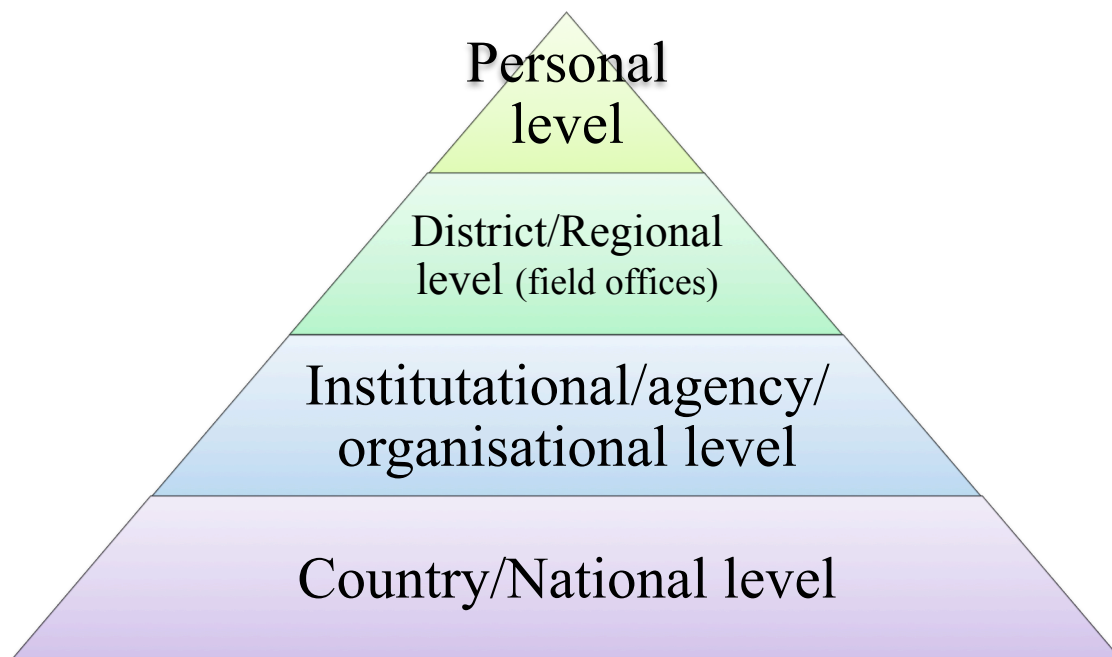 Personal
level
District/Regional
level (field offices)
Institutational/agency/
organisational level
Country/National level